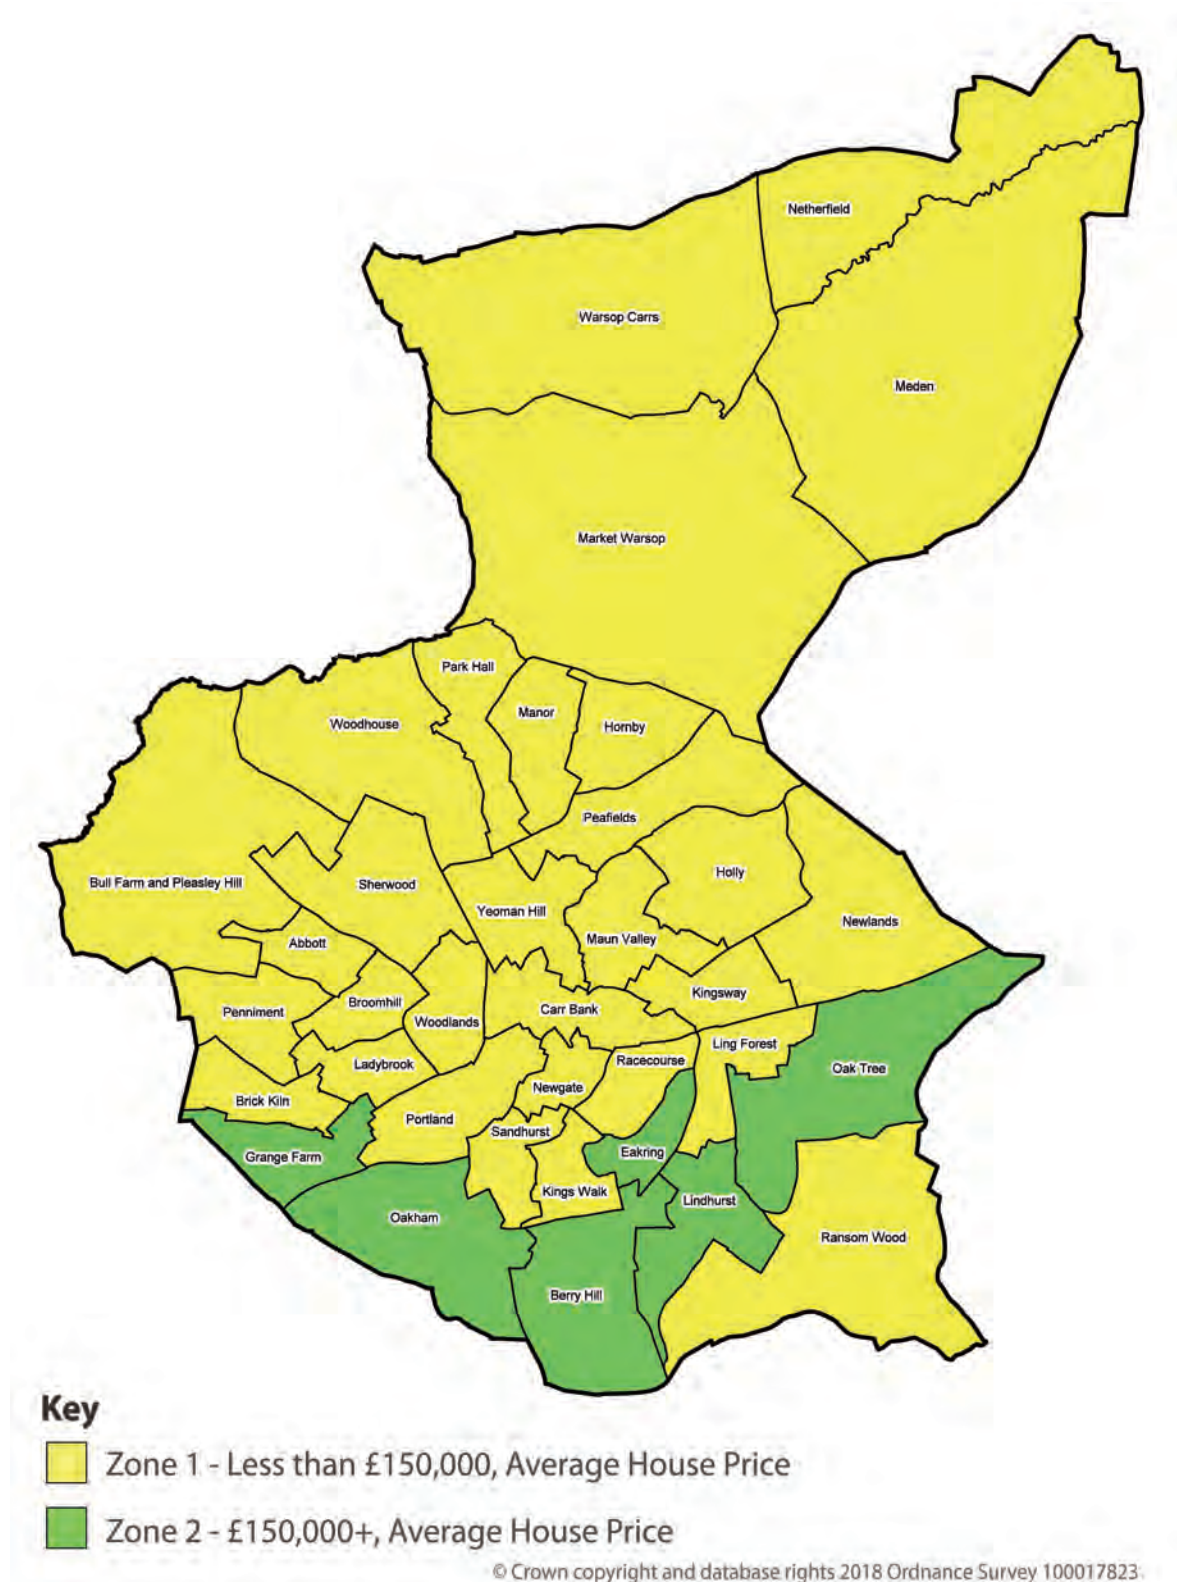 Netherfield
Warsop Carrs
Meden
Market Warsop
Park Hall
Manor
Woodhouse
Hornby
Peafields
Holly
Bull Farm and Pleasley Hill
Sherwood
Yeoman Hill
Newlands
Maun Valley
Abbott
Kingsway
Broomhill
Carr Bank
Penniment
Woodlands
Ling Forest
Racecourse
Ladybrook
Oak Tree
Newgate
Brick Kiln
Portland
Sandhurst
Eakring
Grange Farm
Kings Walk
Lindhurst
Oakham
Ransom Wood
Berry Hill
Key
Zone 1 - Less than £150,000, Average House Price
Zone 2 - £150,000+, Average House Price
© Crown copyright and database rights 2018 Ordnance Survey 100017823